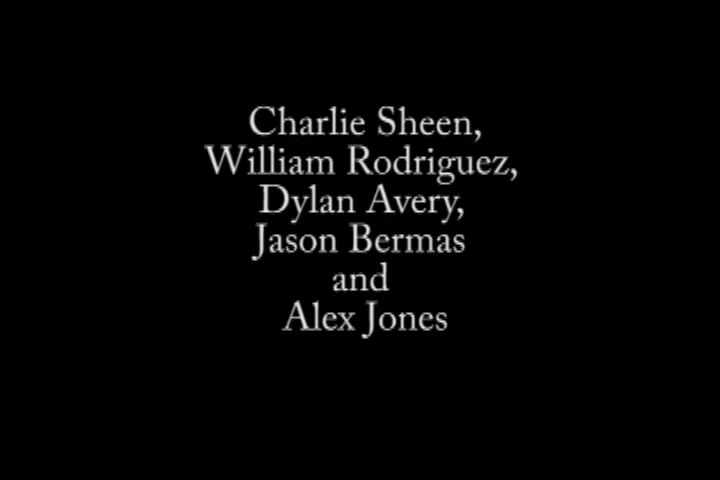 Charlie Sheen,
William Rodriguez,
Dylan Avery,
Jason Bermas
and
Alex Jones